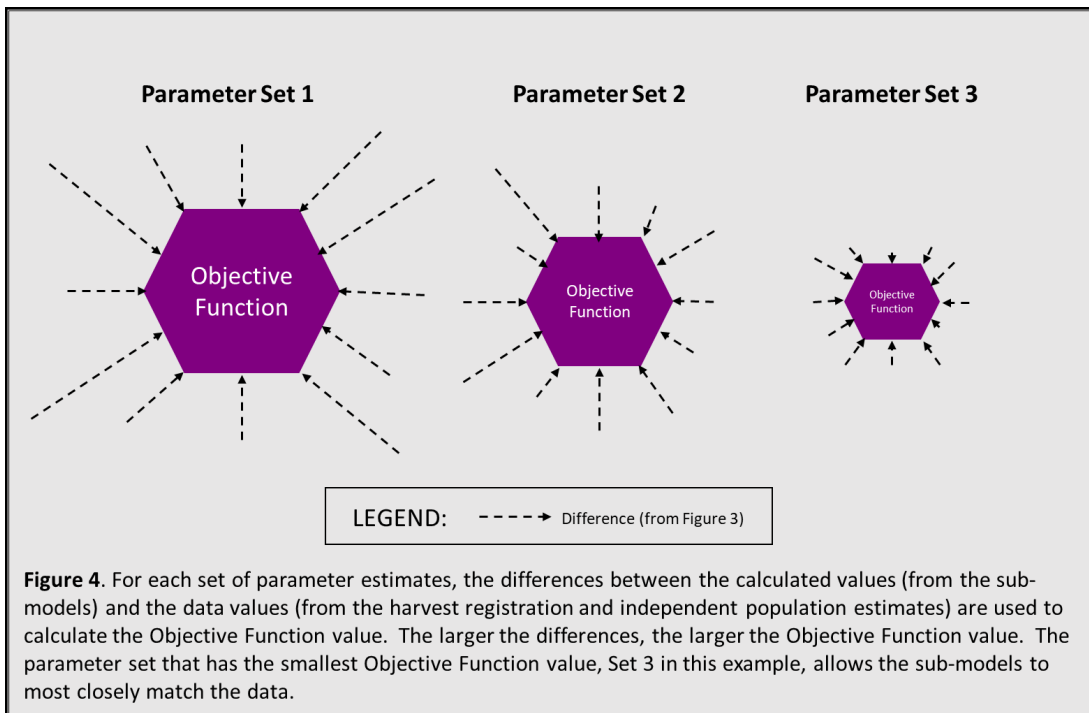 Parameter Set 1
Parameter Set 2
Parameter Set 3
Objective
Function
Objective
Function
Objective
Function
LEGEND:
Difference (from Figure 3)
Figure 4. For each set of parameter estimates, the differences between the calculated values (from the sub-
models) and the data values (from the harvest registration and independent population estimates) are used to
calculate the Objective Function value. The larger the differences, the larger the Objective Function value. The
parameter set that has the smallest Objective Function value, Set 3 in this example, allows the sub-models to
most closely match the data.